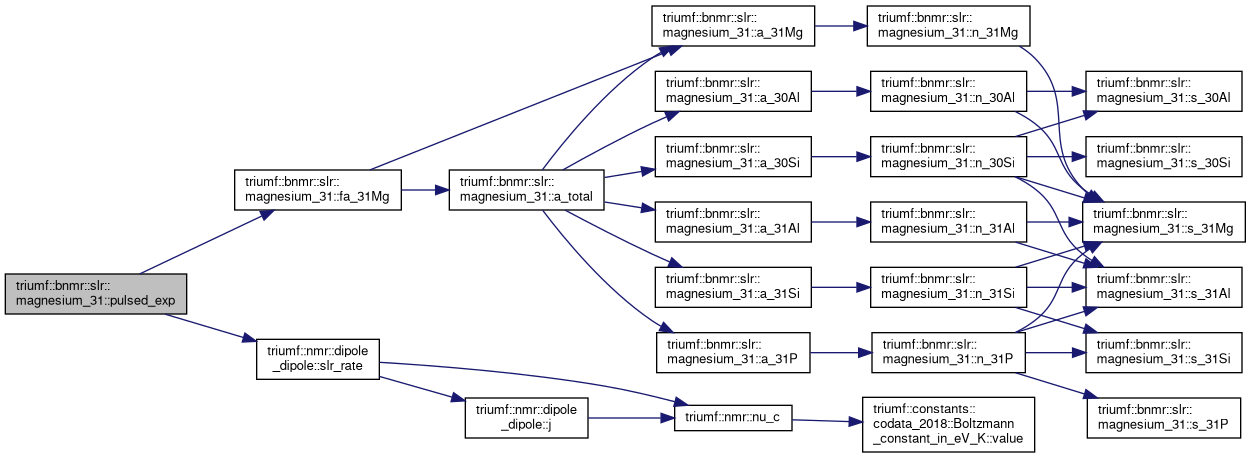 triumf::bnmr::slr::
magnesium_31::pulsed_exp
triumf::bnmr::slr::
magnesium_31::fa_31Mg
triumf::nmr::dipole
_dipole::slr_rate
triumf::bnmr::slr::
magnesium_31::a_total
triumf::nmr::dipole
_dipole::j
triumf::bnmr::slr::
magnesium_31::a_31Mg
triumf::bnmr::slr::
magnesium_31::a_30Al
triumf::bnmr::slr::
magnesium_31::a_30Si
triumf::bnmr::slr::
magnesium_31::a_31Al
triumf::bnmr::slr::
magnesium_31::a_31Si
triumf::bnmr::slr::
magnesium_31::a_31P
triumf::nmr::nu_c
triumf::bnmr::slr::
magnesium_31::n_31Mg
triumf::bnmr::slr::
magnesium_31::n_30Al
triumf::bnmr::slr::
magnesium_31::n_30Si
triumf::bnmr::slr::
magnesium_31::n_31Al
triumf::bnmr::slr::
magnesium_31::n_31Si
triumf::bnmr::slr::
magnesium_31::n_31P
triumf::constants::
codata_2018::Boltzmann
_constant_in_eV_K::value
triumf::bnmr::slr::
magnesium_31::s_30Al
triumf::bnmr::slr::
magnesium_31::s_30Si
triumf::bnmr::slr::
magnesium_31::s_31Mg
triumf::bnmr::slr::
magnesium_31::s_31Al
triumf::bnmr::slr::
magnesium_31::s_31Si
triumf::bnmr::slr::
magnesium_31::s_31P